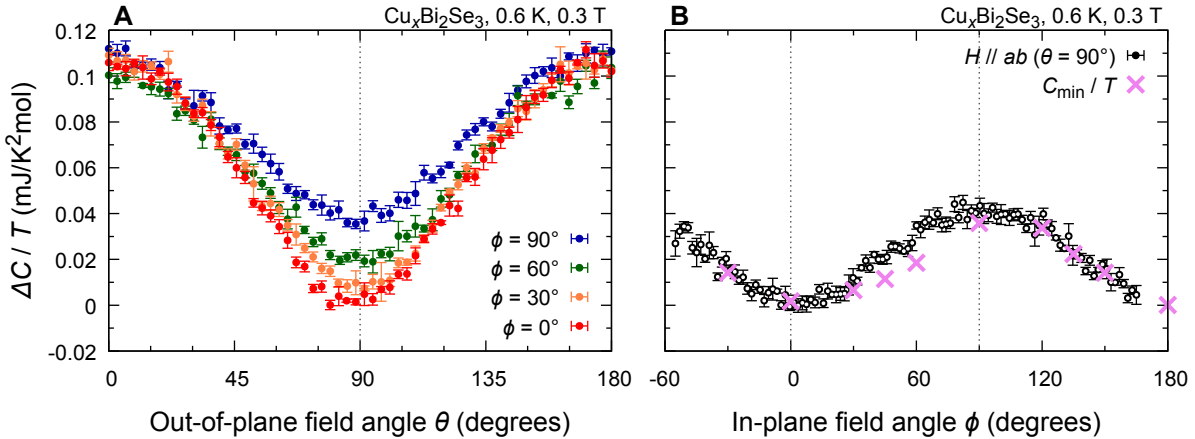 A
CuₓBi₂Se₃, 0.6 K, 0.3 T
0.12
0.1
0.08
0.06
0.04
0.02
0
-0.02
ΔC / T (mJ/K²mol)
ϕ = 90°
ϕ = 60°
ϕ = 30°
ϕ = 0°
0
45
90
135
180
Out-of-plane field angle θ (degrees)
B
CuₓBi₂Se₃, 0.6 K, 0.3 T
H // ab (θ = 90°)
Cmin / T
-60
0
60
120
180
In-plane field angle ϕ (degrees)